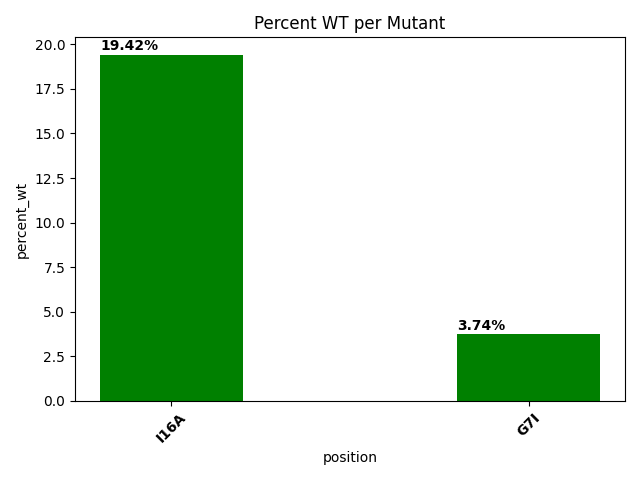 Percent WT per Mutant
20.0
17.5
15.0
12.5
10.0
7.5
5.0
2.5
0.0
percent_wt
19.42%
3.74%
I16A
G7I
position